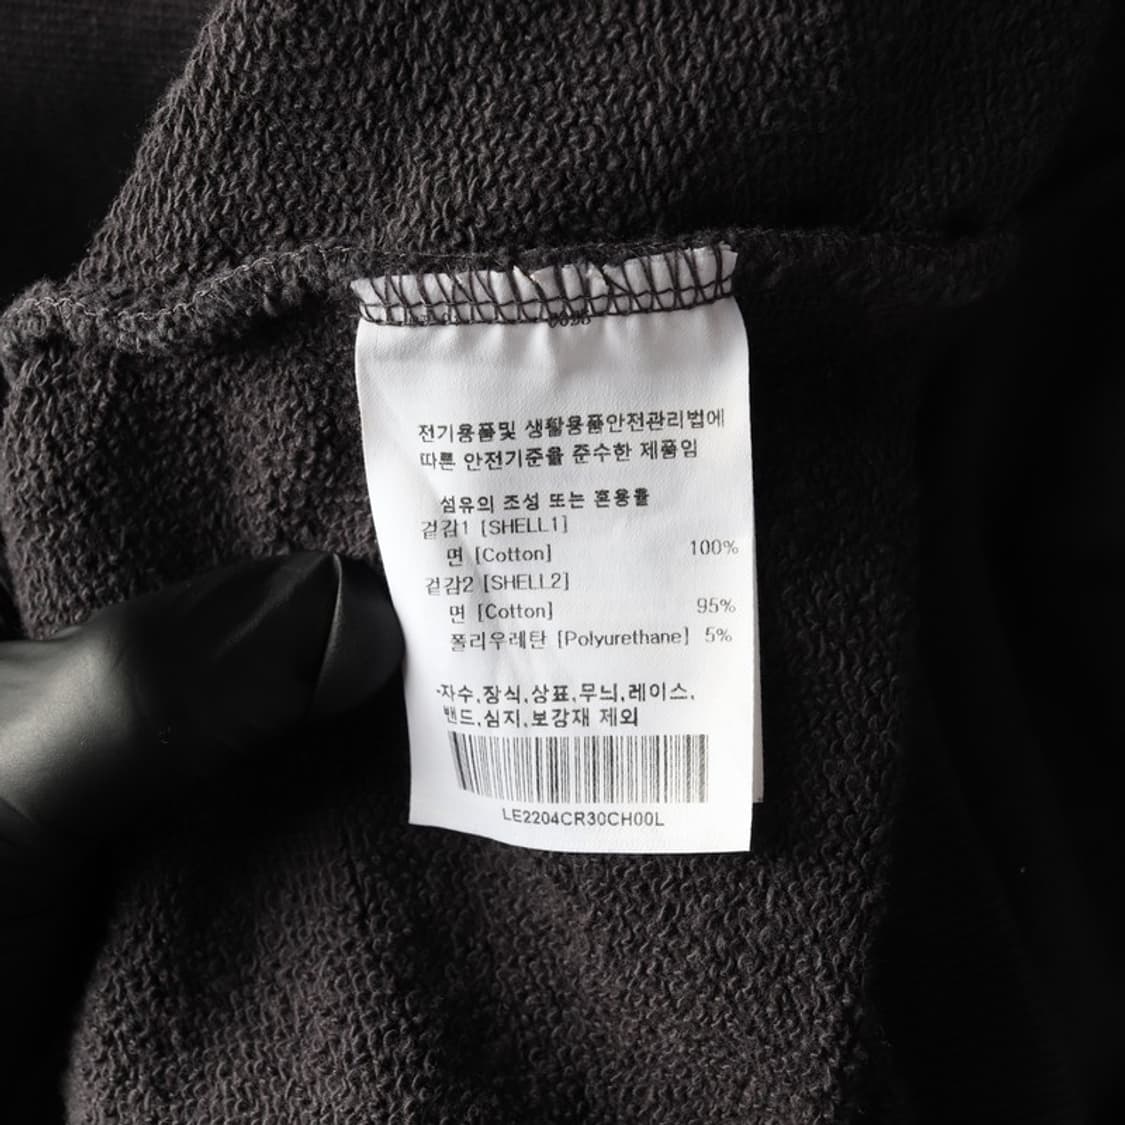 전기용품및 생활용품안전관리법에
따른 안전기준을 준수한 제품임
섬유의 조성 또는 혼용율
겉감1 [SHELL1]
면 [Cotton] 100%
겉감2 [SHELL2]
면 [Cotton] 95%
폴리우레탄 [Polyurethane] 5%
-자수,장식,상표,무늬,레이스,
밴드,심지,보강재 제외
LE2204CR30CH00L